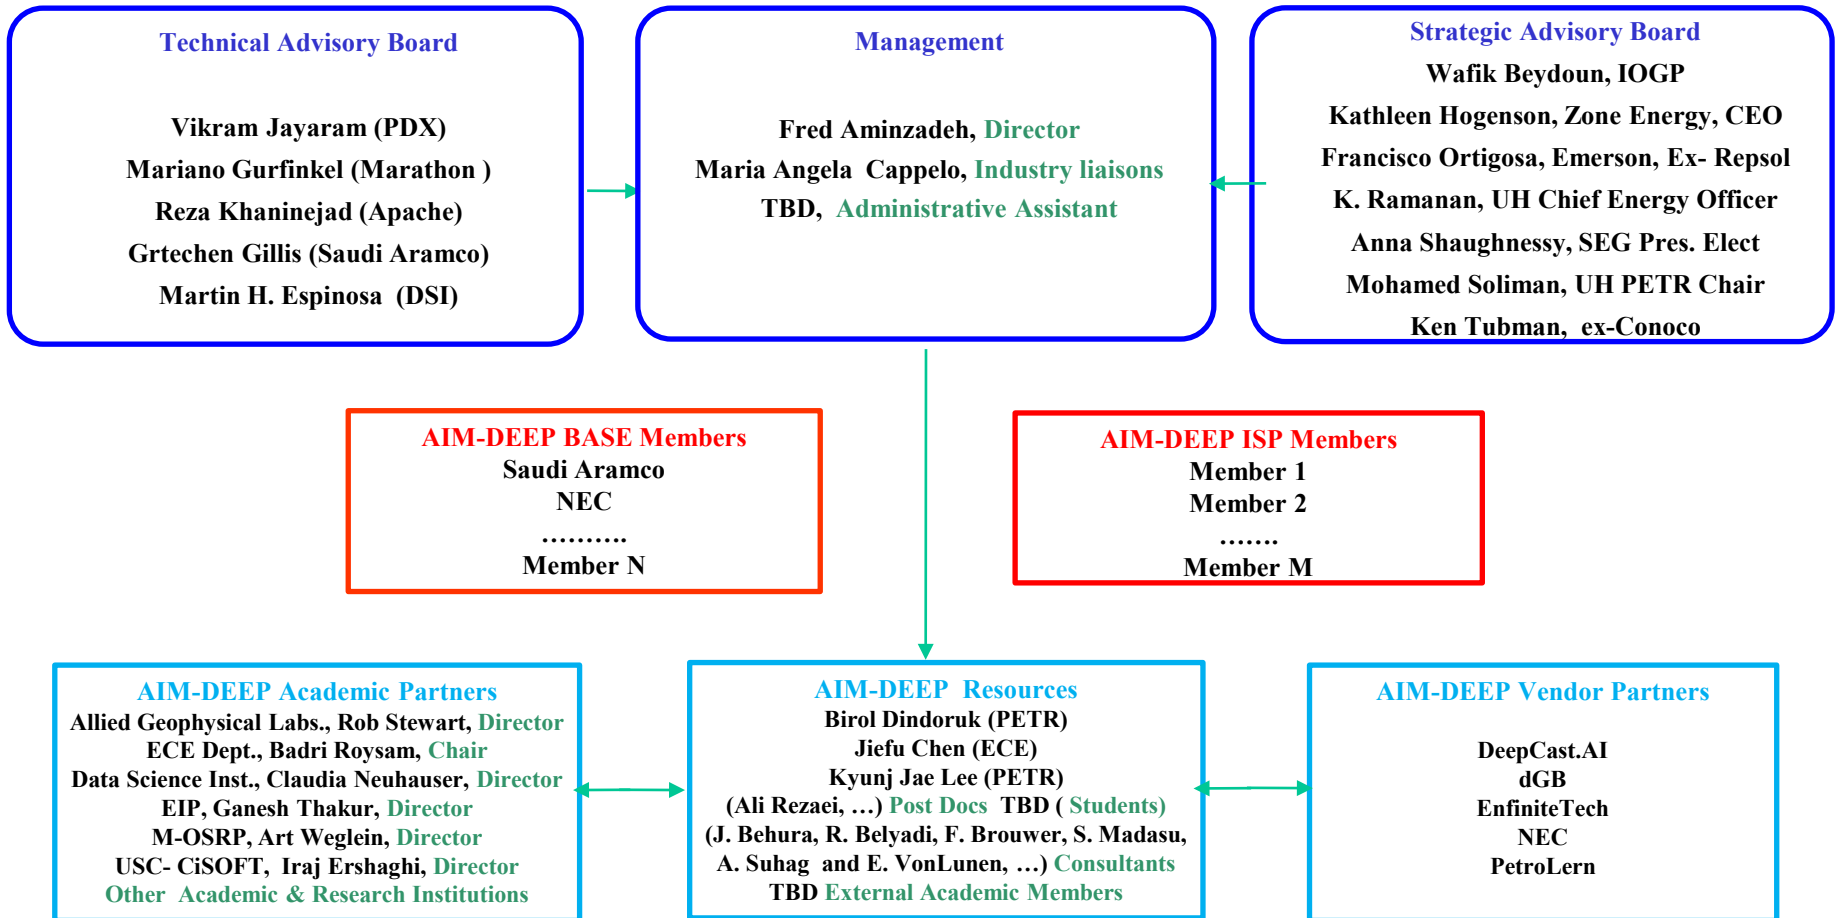 Technical Advisory Board
Vikram Jayaram (PDX)
Mariano Gurfinkel (Marathon )
Reza Khaninejad (Apache)
Grtechen Gillis (Saudi Aramco)
Martin H. Espinosa (DSI)
Management
Fred Aminzadeh, Director
Maria Angela Cappelo, Industry liaisons
TBD, Administrative Assistant
Strategic Advisory Board
Wafik Beydoun, IOGP
Kathleen Hogenson, Zone Energy, CEO
Francisco Ortigosa, Emerson, Ex- Repsol
K. Ramanan, UH Chief Energy Officer
Anna Shaughnessy, SEG Pres. Elect
Mohamed Soliman, UH PETR Chair
Ken Tubman, ex-Conoco
AIM-DEEP BASE Members
Saudi Aramco
NEC
……….
Member N
AIM-DEEP ISP Members
Member 1
Member 2
…….
Member M
AIM-DEEP Academic Partners
Allied Geophysical Labs., Rob Stewart, Director
ECE Dept., Badri Roysam, Chair
Data Science Inst., Claudia Neuhauser, Director
EIP, Ganesh Thakur, Director
M-OSRP, Art Weglein, Director
USC- CiSOFT, Iraj Ershaghi, Director
Other Academic & Research Institutions
AIM-DEEP Resources
Birol Dindoruk (PETR)
Jiefu Chen (ECE)
Kyunj Jae Lee (PETR)
(Ali Rezaei, …) Post Docs TBD ( Students)
(J. Behura, R. Belyadi, F. Brouwer, S. Madasu,
A. Suhag and E. VonLunen, …) Consultants
TBD External Academic Members
AIM-DEEP Vendor Partners
DeepCast.AI
dGB
EnfiniteTech
NEC
PetroLern